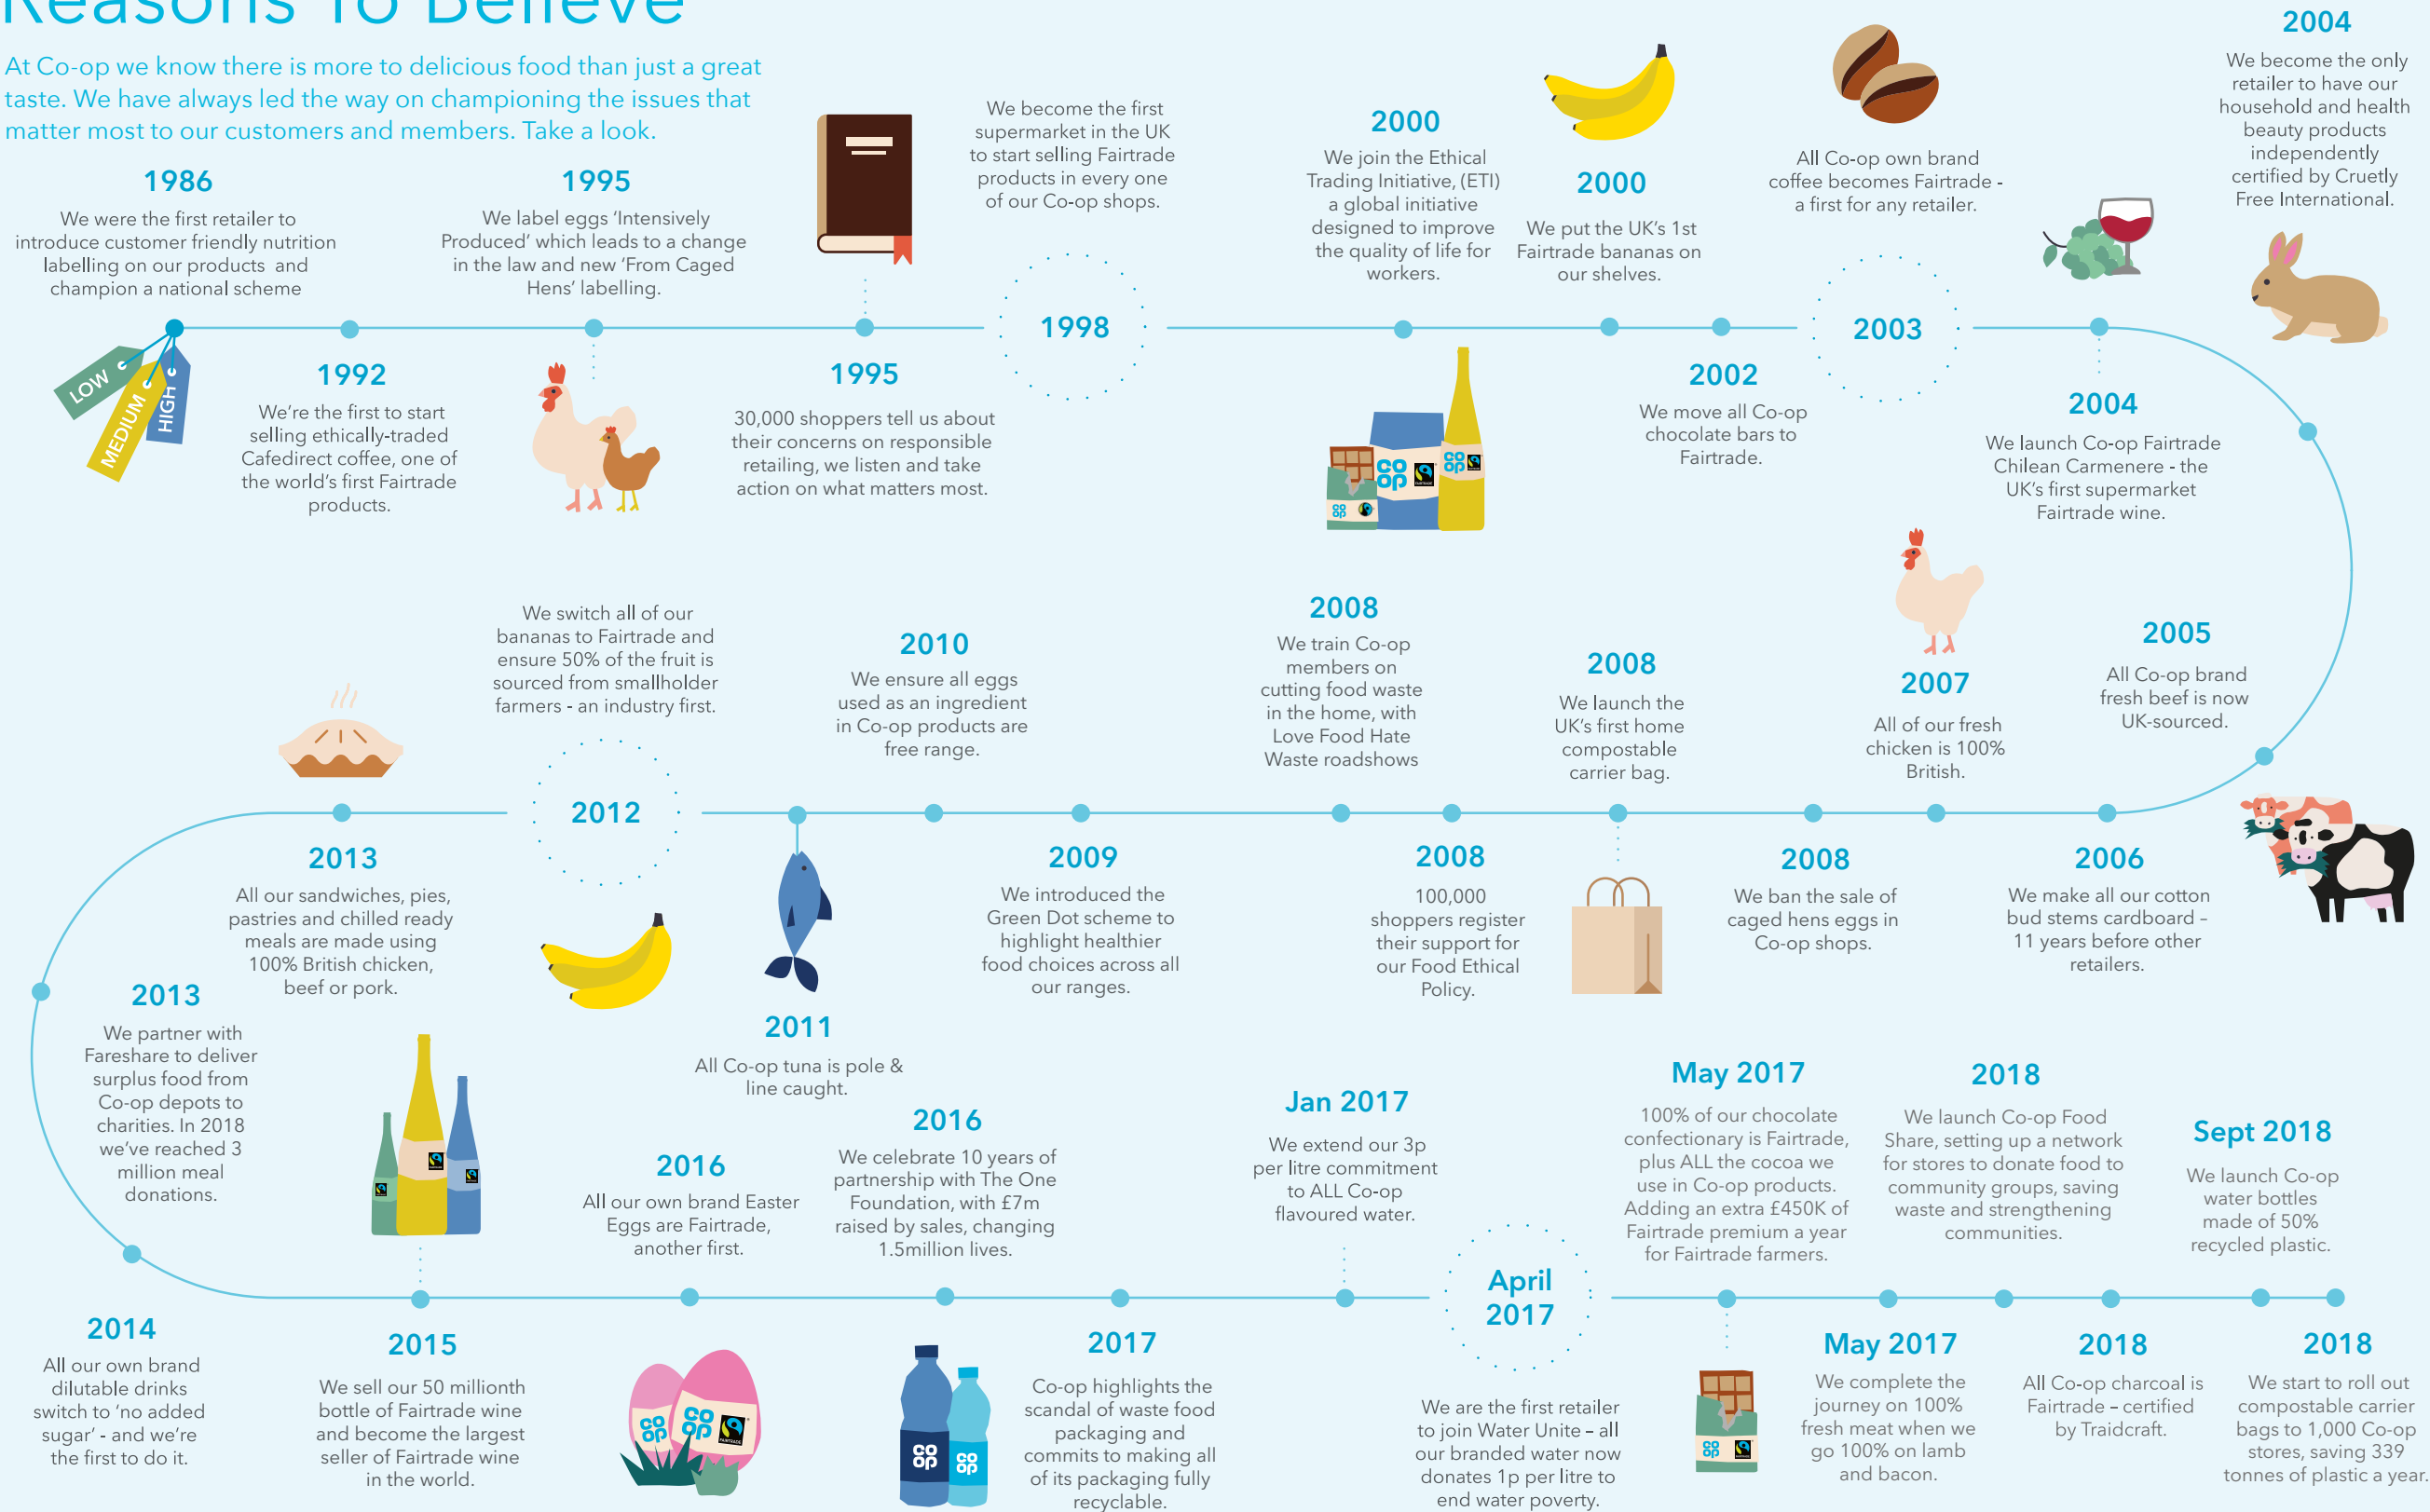 Reasons To Believe
At Co-op we know there is more to delicious food than just a great
taste. We have always led the way on championing the issues that
matter most to our customers and members. Take a look.
1986
We were the first retailer to
introduce customer friendly nutrition
labelling on our products and
champion a national scheme
LOW
MEDIUM
HIGH
1992
We're the first to start
selling ethically-traded
Cafedirect coffee, one of
the world's first Fairtrade
products.
1995
We label eggs 'Intensively
Produced' which leads to a change
in the law and new 'From Caged
Hens' labelling.
1995
30,000 shoppers tell us about
their concerns on responsible
retailing, we listen and take
action on what matters most.
We become the first
supermarket in the UK
to start selling Fairtrade
products in every one
of our Co-op shops.
1998
2000
We join the Ethical
Trading Initiative, (ETI)
a global initiative
designed to improve
the quality of life for
workers.
co
op
co
op
co
op
FAIRTRADE
2000
We put the UK's 1st
Fairtrade bananas on
our shelves.
2002
We move all Co-op
chocolate bars to
Fairtrade.
All Co-op own brand
coffee becomes Fairtrade -
a first for any retailer.
2003
2004
We launch Co-op Fairtrade
Chilean Carmenere - the
UK's first supermarket
Fairtrade wine.
2004
We become the only
retailer to have our
household and health
beauty products
independently
certified by Cruetly
Free International.
2005
All Co-op brand
fresh beef is now
UK-sourced.
2006
We make all our cotton
bud stems cardboard –
11 years before other
retailers.
2007
All of our fresh
chicken is 100%
British.
2008
We ban the sale of
caged hens eggs in
Co-op shops.
2008
We launch the
UK's first home
compostable
carrier bag.
2008
100,000
shoppers register
their support for
our Food Ethical
Policy.
2008
We train Co-op
members on
cutting food waste
in the home, with
Love Food Hate
Waste roadshows
2009
We introduced the
Green Dot scheme to
highlight healthier
food choices across all
our ranges.
2010
We ensure all eggs
used as an ingredient
in Co-op products are
free range.
2011
All Co-op tuna is pole &
line caught.
We switch all of our
bananas to Fairtrade and
ensure 50% of the fruit is
sourced from smallholder
farmers - an industry first.
2012
2013
All our sandwiches, pies,
pastries and chilled ready
meals are made using
100% British chicken,
beef or pork.
2013
We partner with
Fareshare to deliver
surplus food from
Co-op depots to
charities. In 2018
we've reached 3
million meal
donations.
2014
All our own brand
dilutable drinks
switch to 'no added
sugar' - and we're
the first to do it.
2015
We sell our 50 millionth
bottle of Fairtrade wine
and become the largest
seller of Fairtrade wine
in the world.
2016
All our own brand Easter
Eggs are Fairtrade,
another first.
co
op
co
op
FAIRTRADE
2016
We celebrate 10 years of
partnership with The One
Foundation, with £7m
raised by sales, changing
1.5million lives.
co
op
co
op
2017
Co-op highlights the
scandal of waste food
packaging and
commits to making all
of its packaging fully
recyclable.
Jan 2017
We extend our 3p
per litre commitment
to ALL Co-op
flavoured water.
April
2017
We are the first retailer
to join Water Unite – all
our branded water now
donates 1p per litre to
end water poverty.
May 2017
100% of our chocolate
confectionary is Fairtrade,
plus ALL the cocoa we
use in Co-op products.
Adding an extra £450K of
Fairtrade premium a year
for Fairtrade farmers.
co
op
May 2017
We complete the
journey on 100%
fresh meat when we
go 100% on lamb
and bacon.
2018
We launch Co-op Food
Share, setting up a network
for stores to donate food to
community groups, saving
waste and strengthening
communities.
2018
All Co-op charcoal is
Fairtrade – certified
by Traidcraft.
Sept 2018
We launch Co-op
water bottles
made of 50%
recycled plastic.
2018
We start to roll out
compostable carrier
bags to 1,000 Co-op
stores, saving 339
tonnes of plastic a year.